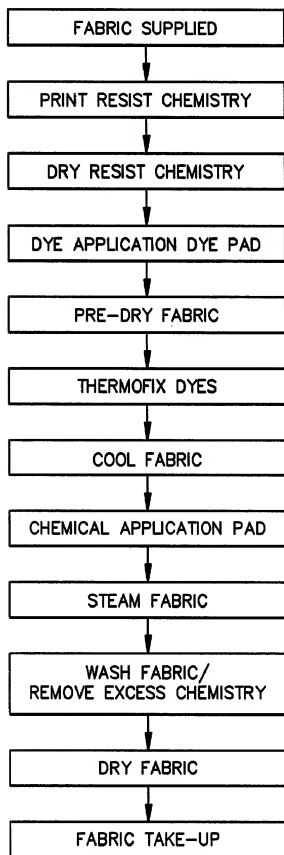 FABRIC SUPPLIED
PRINT RESIST CHEMISTRY
DRY RESIST CHEMISTRY
DYE APPLICATION DYE PAD
PRE-DRY FABRIC
THERMOFIX DYES
COOL FABRIC
CHEMICAL APPLICATION PAD
STEAM FABRIC
WASH FABRIC/
REMOVE EXCESS CHEMISTRY
DRY FABRIC
FABRIC TAKE-UP